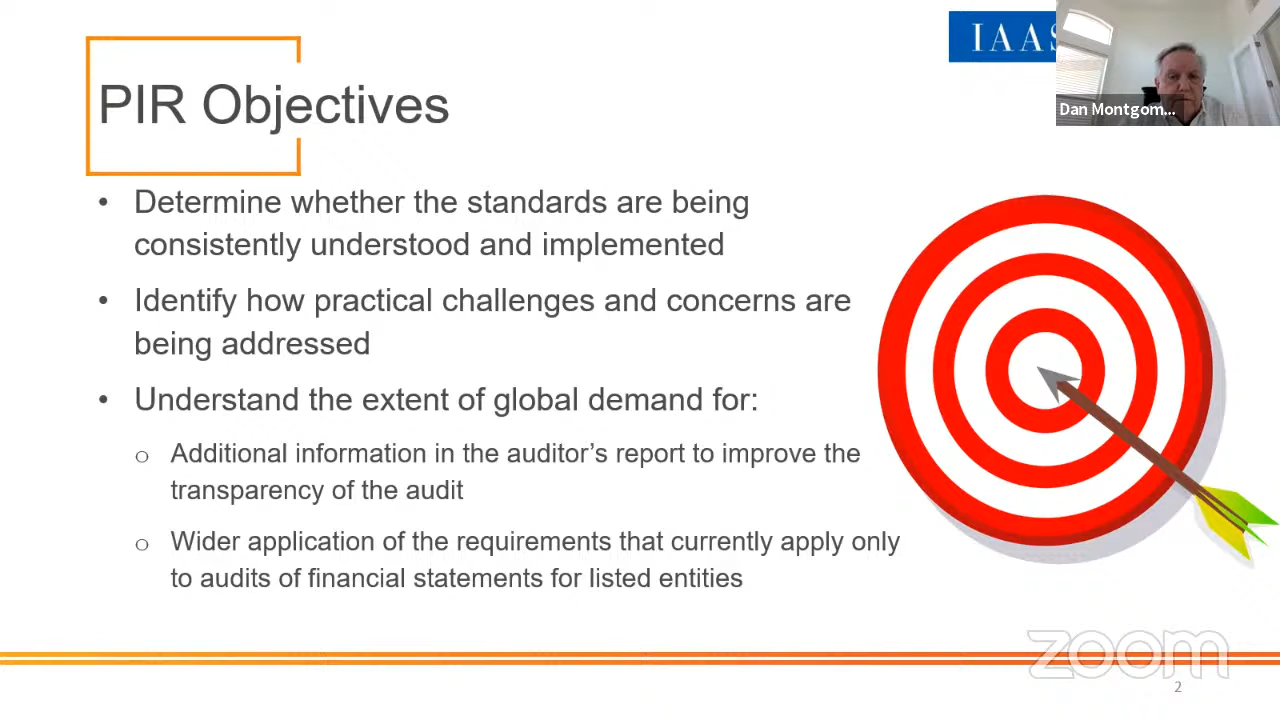 IAAS
Dan Montgom...
PIR Objectives
• Determine whether the standards are being
consistently understood and implemented
• Identify how practical challenges and concerns are
being addressed
• Understand the extent of global demand for:
o Additional information in the auditor’s report to improve the
transparency of the audit
o Wider application of the requirements that currently apply only
to audits of financial statements for listed entities
zoom
2